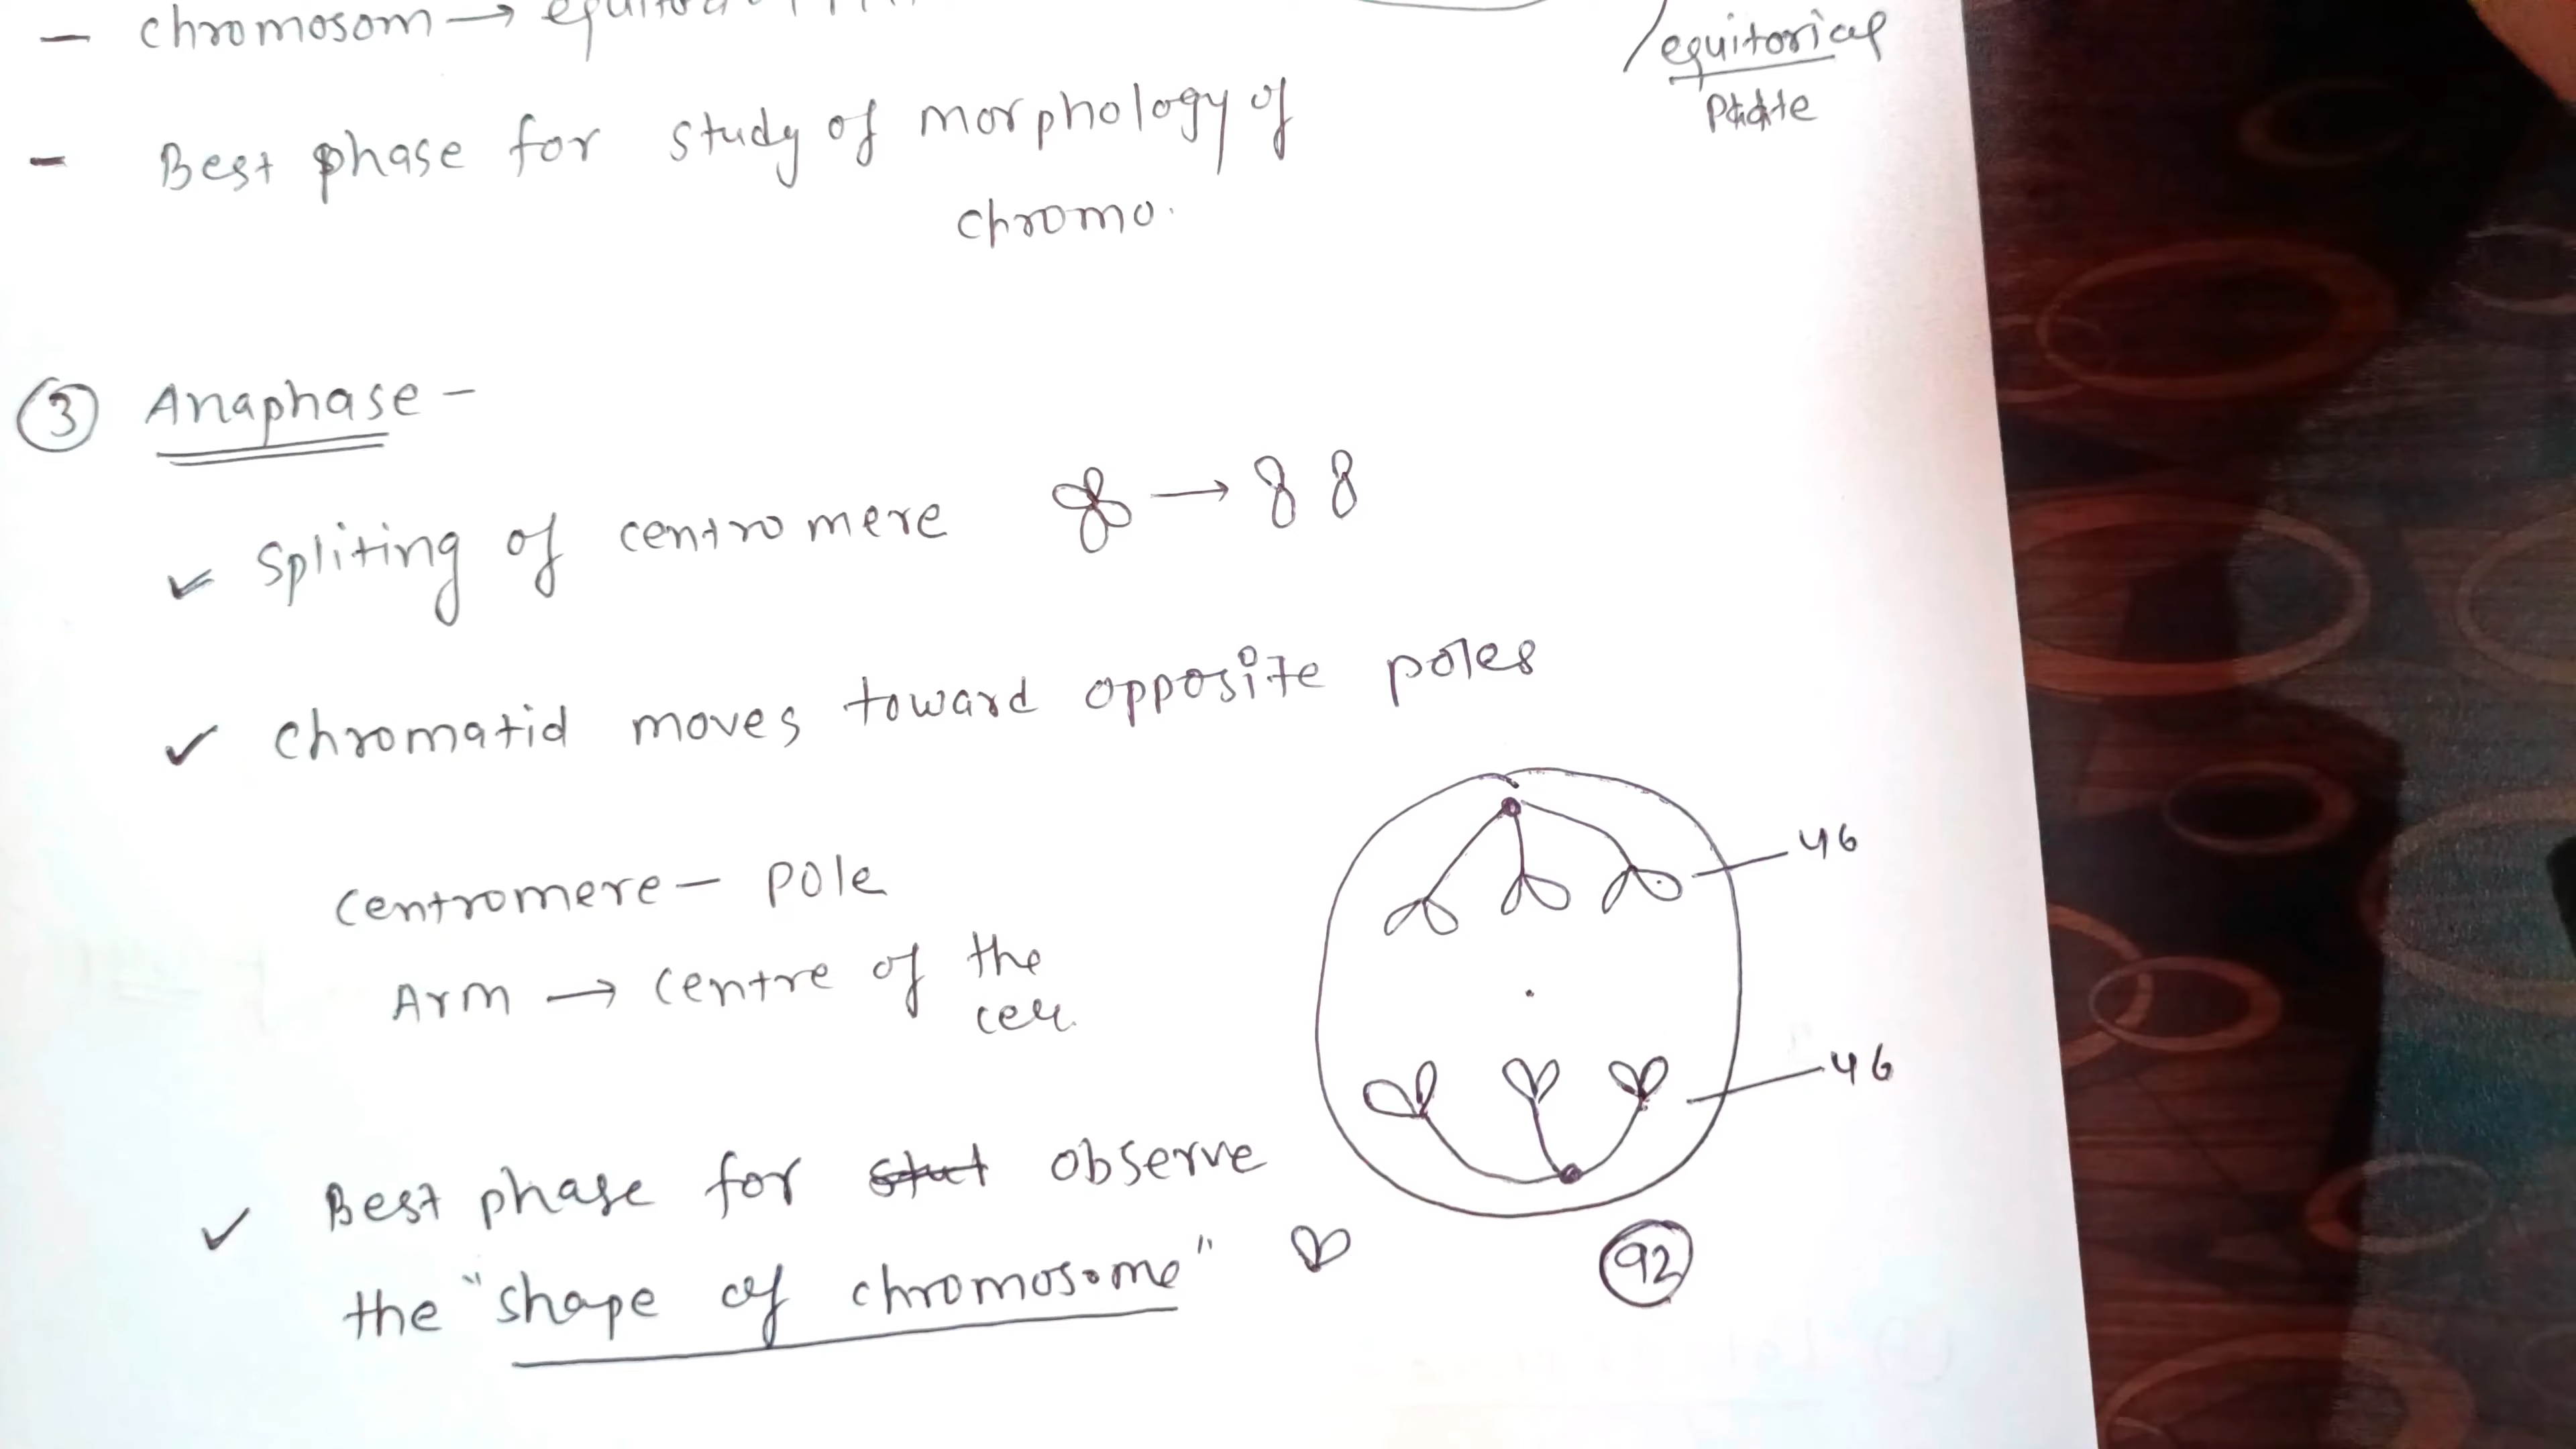 - chromosom →
/equitorical
Plate
- Best phase for study of morphology of
chromo.
③ Anaphase -
✓ spliting of centromere →
✓ chromatid moves toward opposite poles
centromere - pole
Arm → centre of the
cell.
46
46
✓ Best phase for observe
the "shape of chromosome"
92